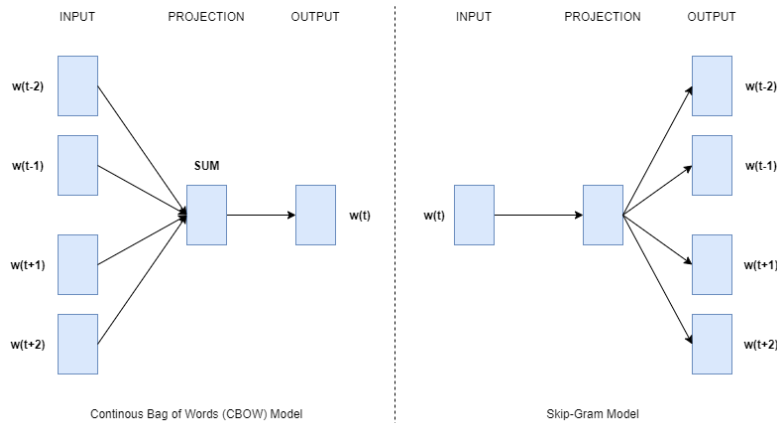 INPUT PROJECTION OUTPUT
w(t-2)
w(t-1)
SUM
w(t)
w(t+1)
w(t+2)
Continous Bag of Words (CBOW) Model
INPUT PROJECTION OUTPUT
w(t-2)
w(t-1)
w(t)
w(t+1)
w(t+2)
Skip-Gram Model